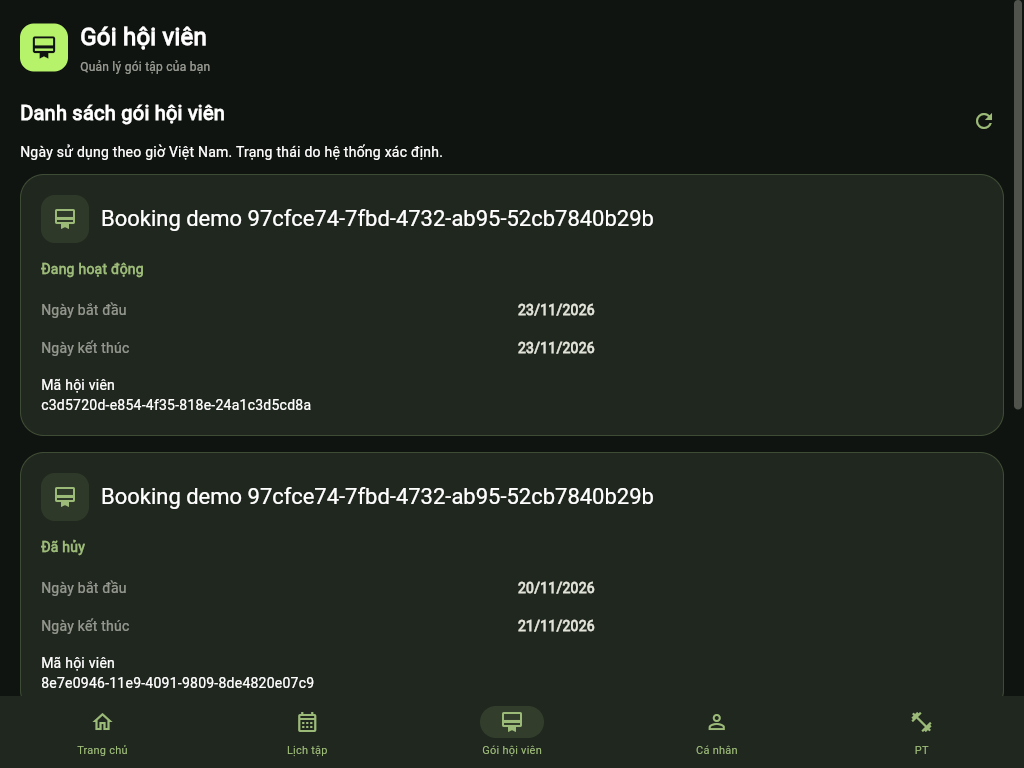 Gói hội viên
Quản lý gói tập của bạn
Danh sách gói hội viên
Ngày sử dụng theo giờ Việt Nam. Trạng thái do hệ thống xác định.
Booking demo 97cfce74-7fbd-4732-ab95-52cb7840b29b
Đang hoạt động
Ngày bắt đầu 23/11/2026
Ngày kết thúc 23/11/2026
Mã hội viên
c3d5720d-e854-4f35-818e-24a1c3d5cd8a
Booking demo 97cfce74-7fbd-4732-ab95-52cb7840b29b
Đã hủy
Ngày bắt đầu 20/11/2026
Ngày kết thúc 21/11/2026
Mã hội viên
8e7e0946-11e9-4091-9809-8de4820e07c9
Trang chủ Lịch tập Gói hội viên Cá nhân PT